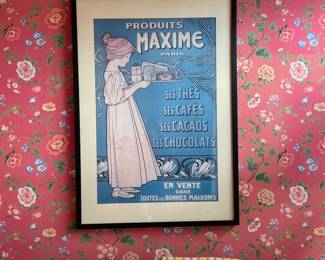 PRODUITS
MAXIME
PARIS
SES THÉS
SES CAFÉS
SES CACAOS
SES CHOCOLATS
EN VENTE
DANS
TOUTES LES BONNES MAISONS